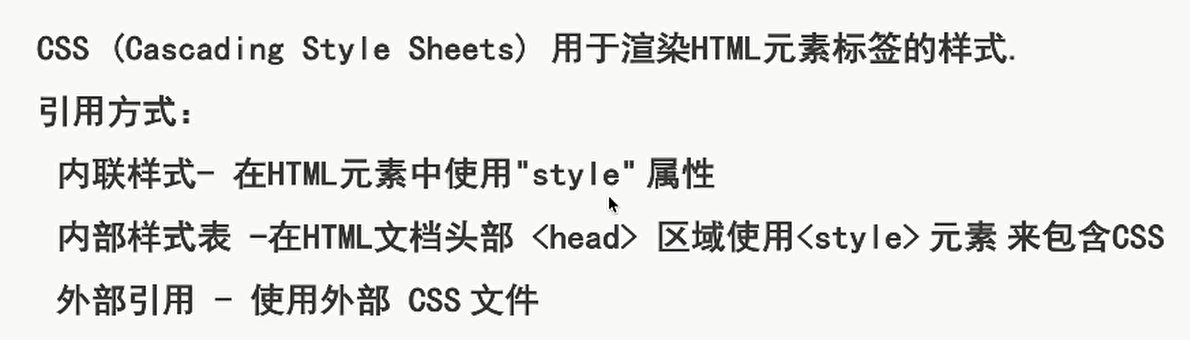 CSS (Cascading Style Sheets) 用于渲染HTML元素标签的样式.
引用方式：
内联样式- 在HTML元素中使用"style" 属性
内部样式表 -在HTML文档头部 <head> 区域使用<style> 元素 来包含CSS
外部引用 - 使用外部 CSS 文件